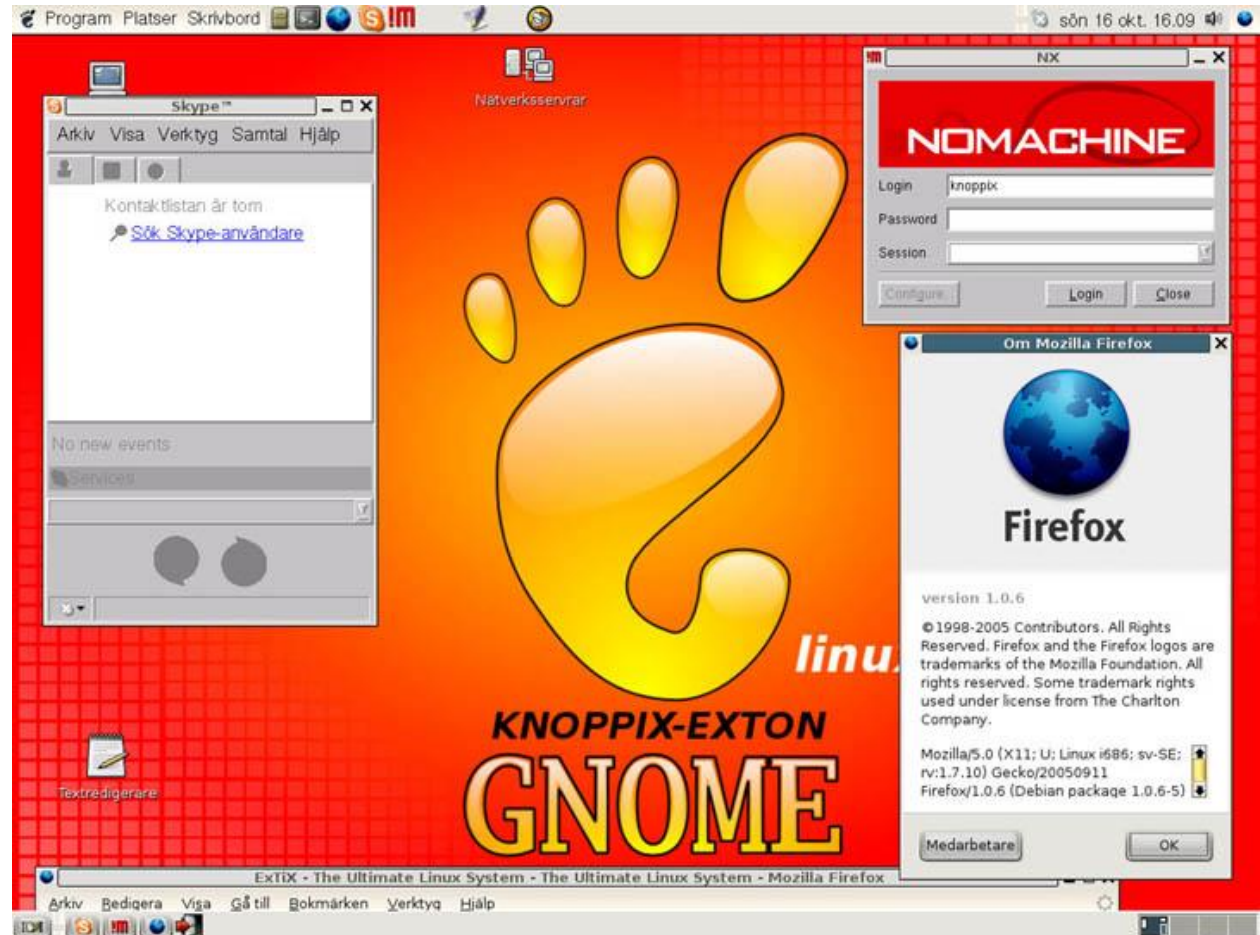 Program Platser Skrivbord
sön 16 okt. 16.09
Nätverksservrar
Skype™
Arkiv Visa Verktyg Samtal Hjälp
Kontaktlistan är tom
Sök Skype-användare
No new events
Services
NX
!M
NOMACHINE
Login knoppix
Password
Session
Configure
Login Close
Om Mozilla Firefox
Firefox
version 1.0.6
©1998-2005 Contributors. All Rights
Reserved. Firefox and the Firefox logos are
trademarks of the Mozilla Foundation. All
rights reserved. Some trademark rights
used under license from The Charlton
Company.
Mozilla/5.0 (X11; U; Linux i686; sv-SE;
rv:1.7.10) Gecko/20050911
Firefox/1.0.6 (Debian package 1.0.6-5)
Medarbetare OK
linux
KNOPPIX-EXTON
GNOME
Textredigerare
ExTiX - The Ultimate Linux System - The Ultimate Linux System - Mozilla Firefox
Arkiv Redigera Visa Gå till Bokmärken Verktyg Hjälp